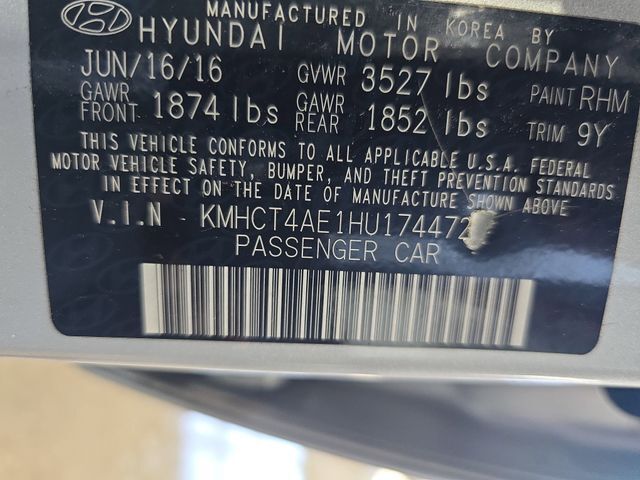 MANUFACTURED IN KOREA BY
HYUNDAI MOTOR COMPANY
JUN/16/16 GVWR 3527 lbs PAINT RHM
GAWR FRONT 1874 lbs GAWR REAR 1852 lbs TRIM 9Y
THIS VEHICLE CONFORMS TO ALL APPLICABLE U.S.A. FEDERAL
MOTOR VEHICLE SAFETY, BUMPER, AND THEFT PREVENTION STANDARDS
IN EFFECT ON THE DATE OF MANUFACTURE SHOWN ABOVE
V.I.N KMHCT4AE1HU174472
PASSENGER CAR